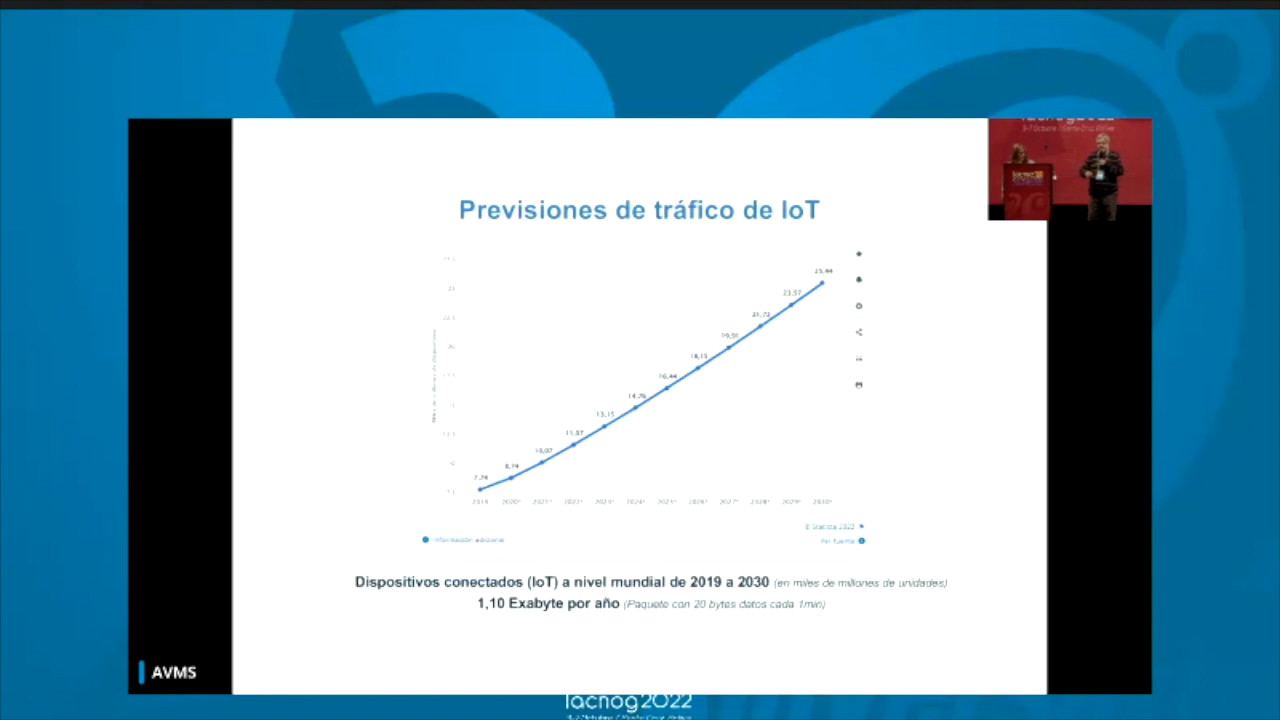 lacnog2022
Previsiones de tráfico de IoT
25,44
23,57
21,72
19,91
18,15
16,44
14,76
13,15
11,57
10,07
8,74
7,74
2019 2020* 2021* 2022* 2023* 2024* 2025* 2026* 2027* 2028* 2029* 2030*
© Statista 2022
Información adicional
Ver fuente
Dispositivos conectados (IoT) a nivel mundial de 2019 a 2030 (en miles de millones de unidades)
1,10 Exabyte por año (Paquete con 20 bytes datos cada 1min)
AVMS
lacnog2022